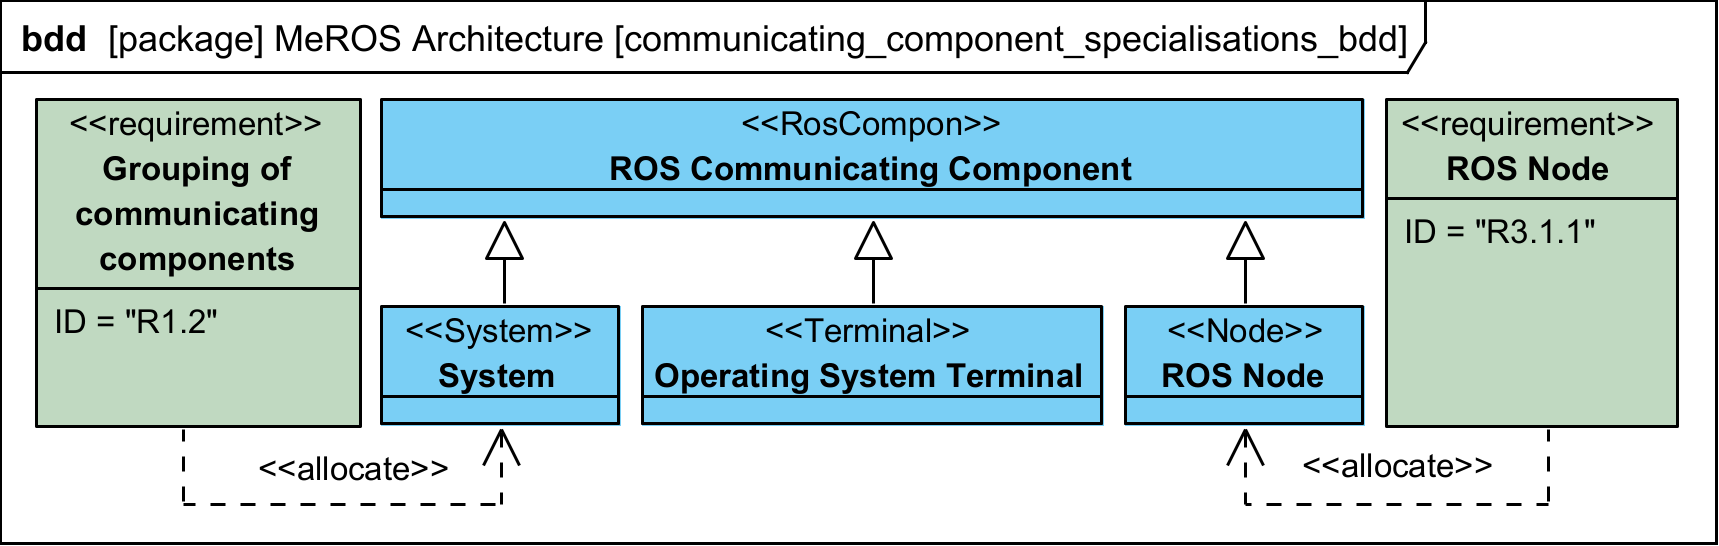 bdd [package] MeROS Architecture [communicating_component_specialisations_bdd]
<<requirement>>
Grouping of
communicating
components
ID = "R1.2"
<<RosCompon>>
ROS Communicating Component
<<requirement>>
ROS Node
ID = "R3.1.1"
<<System>>
System
<<Terminal>>
Operating System Terminal
<<Node>>
ROS Node
<<allocate>>
<<allocate>>